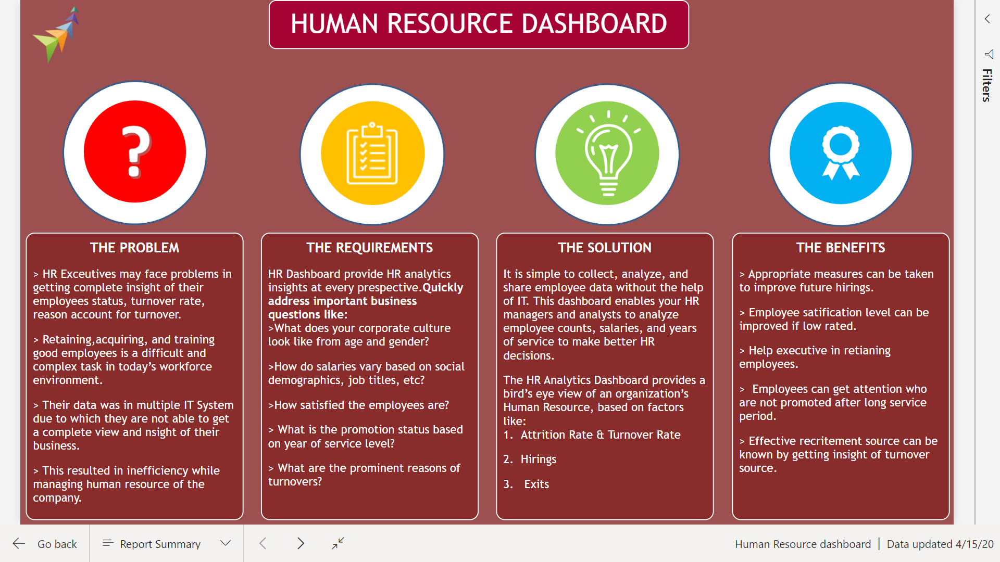 HUMAN RESOURCE DASHBOARD
Filters
THE PROBLEM
> HR Exceutives may face problems in
getting complete insight of their
employees status, turnover rate,
reason account for turnover.
> Retaining,acquiring, and training
good employees is a difficult and
complex task in today’s workforce
environment.
> Their data was in multiple IT System
due to which they are not able to get
a complete view and nsight of their
business.
> This resulted in inefficiency while
managing human resource of the
company.
THE REQUIREMENTS
HR Dashboard provide HR analytics
insights at every prespective.Quickly
address important business
questions like:
>What does your corporate culture
look like from age and gender?
>How do salaries vary based on social
demographics, job titles, etc?
>How satisfied the employees are?
> What is the promotion status based
on year of service level?
> What are the prominent reasons of
turnovers?
THE SOLUTION
It is simple to collect, analyze, and
share employee data without the help
of IT. This dashboard enables your HR
managers and analysts to analyze
employee counts, salaries, and years
of service to make better HR
decisions.
The HR Analytics Dashboard provides a
bird’s eye view of an organization’s
Human Resource, based on factors
like:
1. Attrition Rate & Turnover Rate
2. Hirings
3. Exits
THE BENEFITS
> Appropriate measures can be taken
to improve future hirings.
> Employee satification level can be
improved if low rated.
> Help executive in retianing
employees.
> Employees can get attention who
are not promoted after long service
period.
> Effective recritement source can be
known by getting insight of turnover
source.
Go back
Report Summary
Human Resource dashboard | Data updated 4/15/20